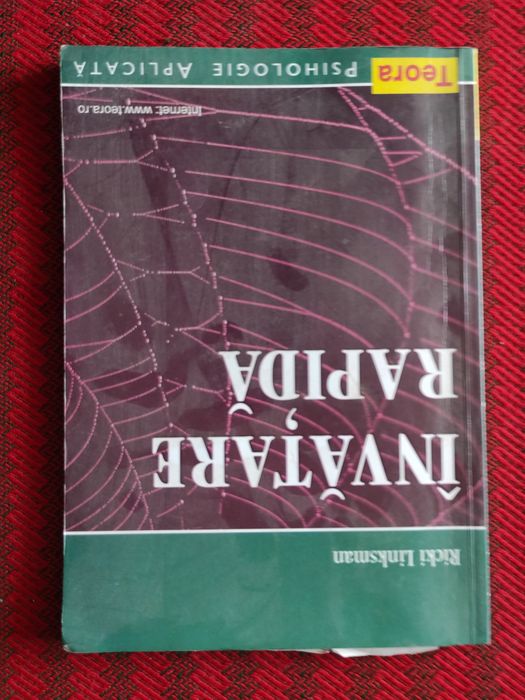 Ricki Linksman
ÎNVĂȚARE
RAPIDĂ
Internet: www.teora.ro
Teora
PSIHOLOGIE APLICATĂ